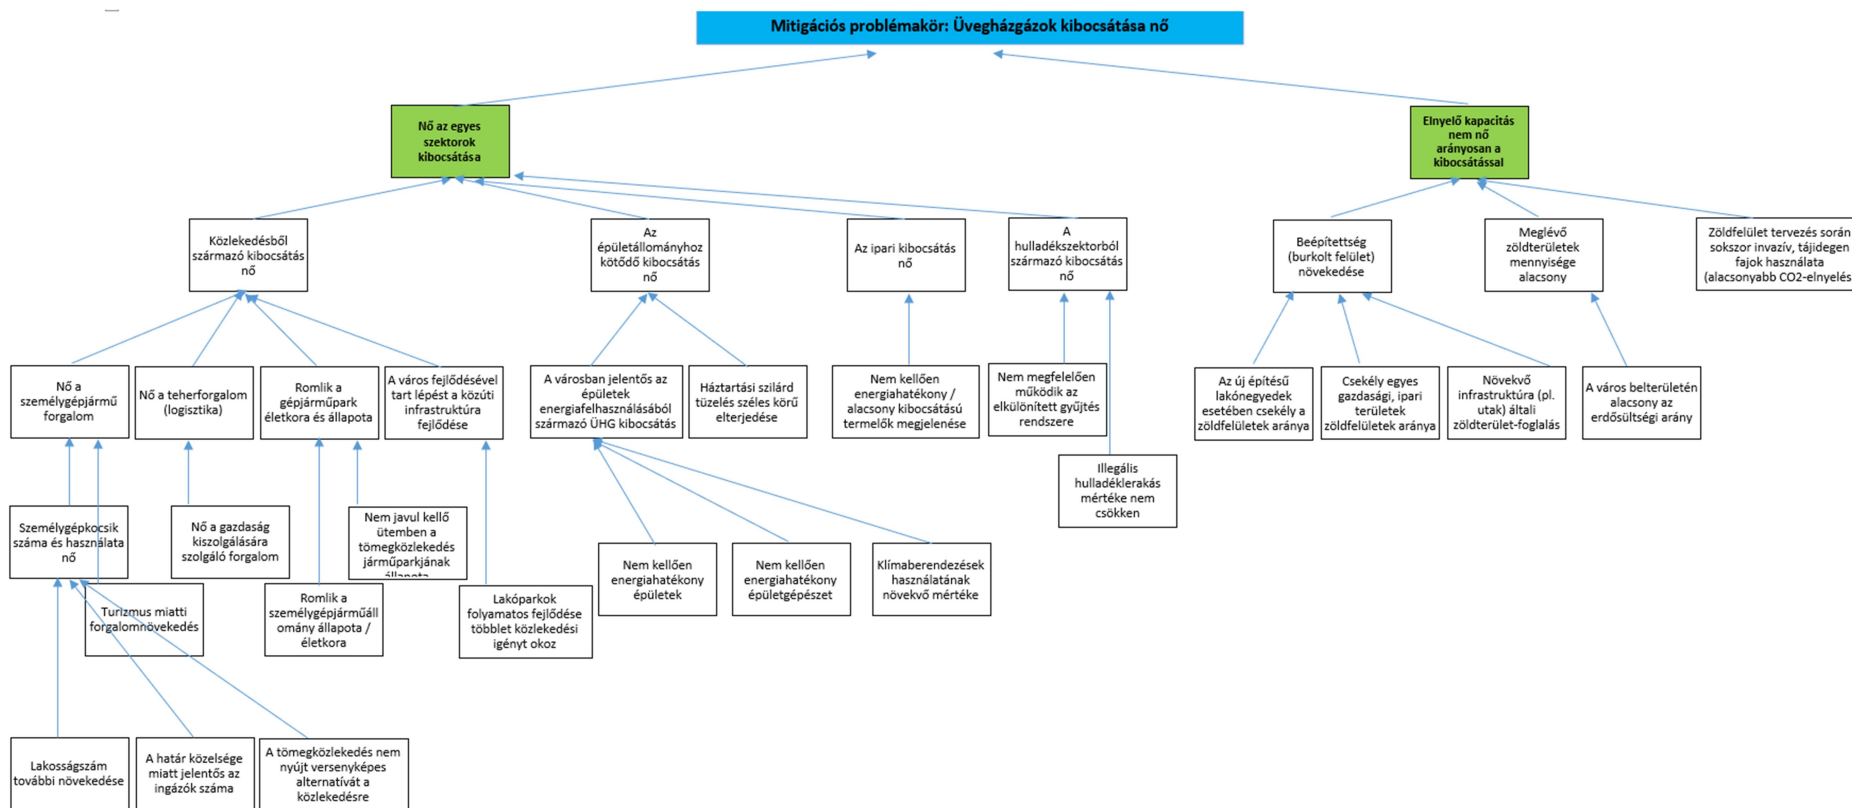 Mitigációs problémakör: Üvegházgázok kibocsátása nő
Nő az egyes
szektorok
kibocsátása
Elnyelő kapacitás
nem nő
arányosan a
kibocsátással
Közlekedésből
származó kibocsátás
nő
Az
épületállományhoz
kötődő kibocsátás
nő
Az ipari kibocsátás
nő
A
hulladékszektorból
származó kibocsátás
nő
Beépítettség
(burkolt felület)
növekedése
Meglévő
zöldterületek
mennyisége
alacsony
Zöldfelület tervezés során
sokszor invazív, tájidegen
fajok használata
(alacsonyabb CO2-elnyelés
Nő a
személygépjármű
forgalom
Nő a teherforgalom
(logisztika)
Romlik a
gépjárműpark
életkora és állapota
A város fejlődésével
tart lépést a közúti
infrastruktúra
fejlődése
A városban jelentős az
épületek
energiafelhasználásából
származó ÜHG kibocsátás
Háztartási szilárd
tüzelés széles körű
elterjedése
Nem kellően
energiahatékony /
alacsony kibocsátású
termelők megjelenése
Nem megfelelően
működik az
elkülönített gyűjtés
rendszere
Az új építésű
lakónegyedek
esetében csekély a
zöldfelületek aránya
Csekély egyes
gazdasági, ipari
területek
zöldfelületek aránya
Növekvő
infrastruktúra (pl.
utak) általi
zöldterület-foglalás
A város belterületén
alacsony az
erdősültségi arány
Illegális
hulladéklerakás
mértéke nem
csökken
Személygépkocsik
száma és használata
nő
Nő a gazdaság
kiszolgálására
szolgáló forgalom
Nem javul kellő
ütemben a
tömegközlekedés
járműparkjának
állapota
Nem kellően
energiahatékony
épületek
Nem kellően
energiahatékony
épületgépészet
Klímaberendezések
használatának
növekvő mértéke
Turizmus miatti
forgalomnövekedés
Romlik a
személygépjárműáll
omány állapota /
életkora
Lakóparkok
folyamatos fejlődése
többlet közlekedési
igényt okoz
Lakosságszám
további növekedése
A határ közelsége
miatt jelentős az
ingázók száma
A tömegközlekedés nem
nyújt versenyképes
alternatívát a
közlekedésre